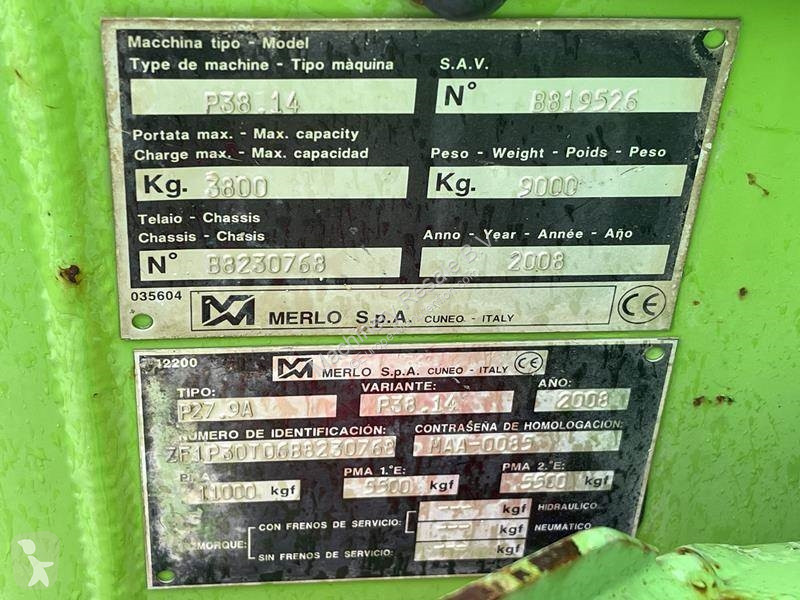 Macchina tipo - Model
Type de machine - Tipo màquina
P38.14
S.A.V.
N° B819526
Portata max. - Max. capacity
Charge max. - Max. capacidad
Kg. 3800
Peso - Weight - Poids - Peso
Kg. 9000
Telaio - Chassis
Chassis - Chasis
N° B8230768
Anno - Year - Année - Año
2008
035604
MERLO S.p.A. CUNEO - ITALY
CE
12200
MERLO S.p.A. CUNEO - ITALY CE
TIPO:
P27.9A
VARIANTE:
P38.14
AÑO:
2008
NÚMERO DE IDENTIFICACIÓN:
ZF1P30T06B8230768
CONTRASEÑA DE HOMOLOGACION:
MAA-0085
11000 kgf
PMA 1.°E:
5500 kgf
PMA 2.°E:
5500 kgf
CON FRENOS DE SERVICIO:
--- kgf HIDRAULICO
--- kgf NEUMATICO
MORQUE:
SIN FRENOS DE SERVICIO:
--- kgf